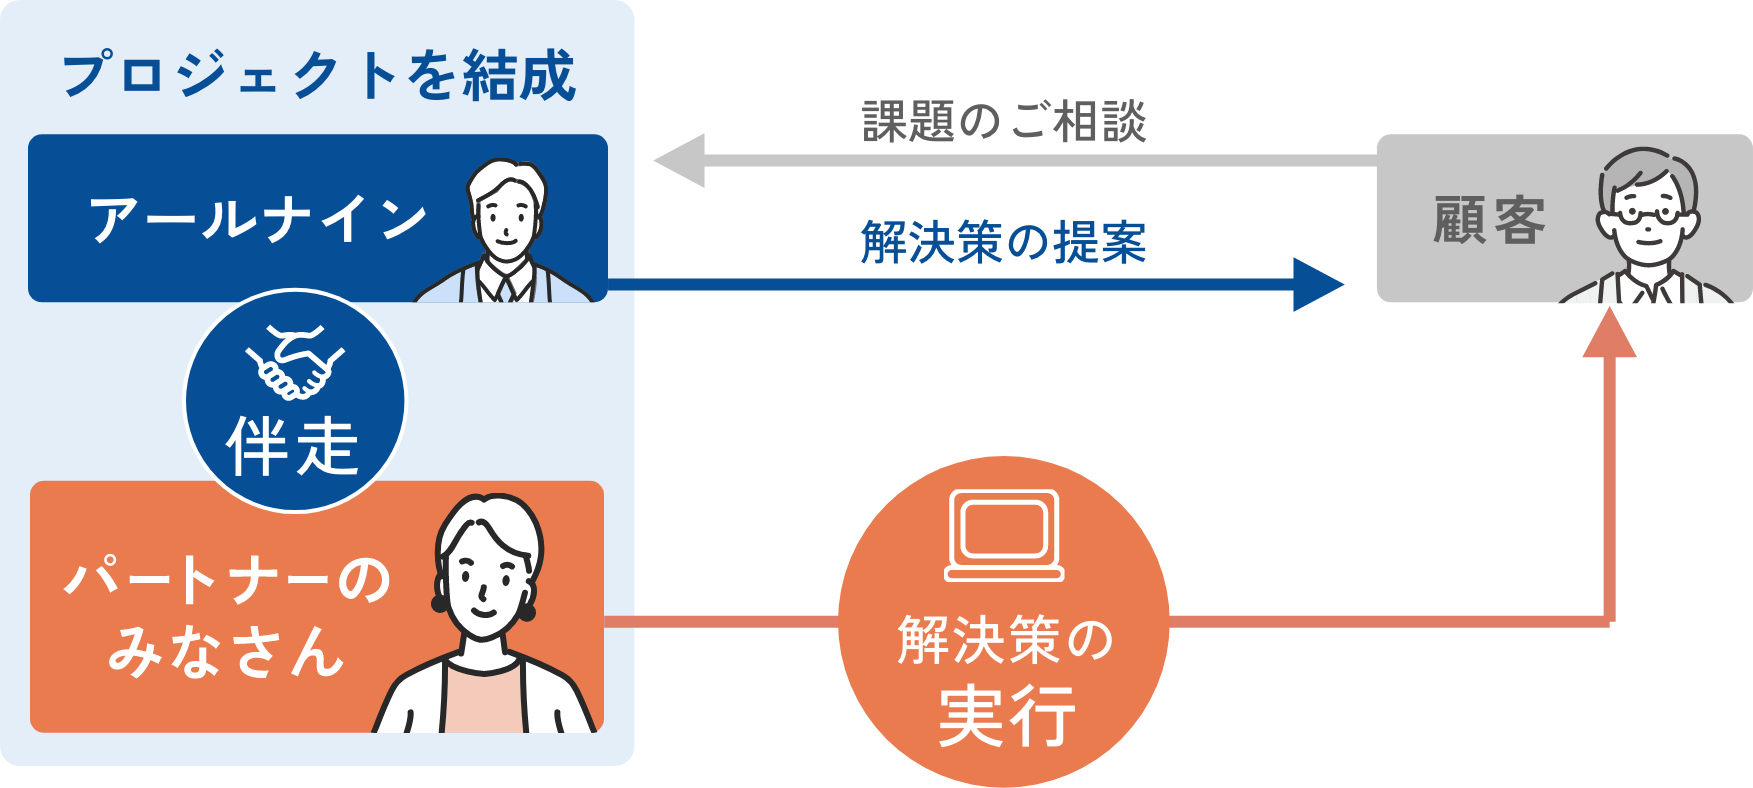 プロジェクトを結成
アールナイン
伴走
パートナーの
みなさん
課題のご相談
解決策の提案
顧客
解決策の
実行